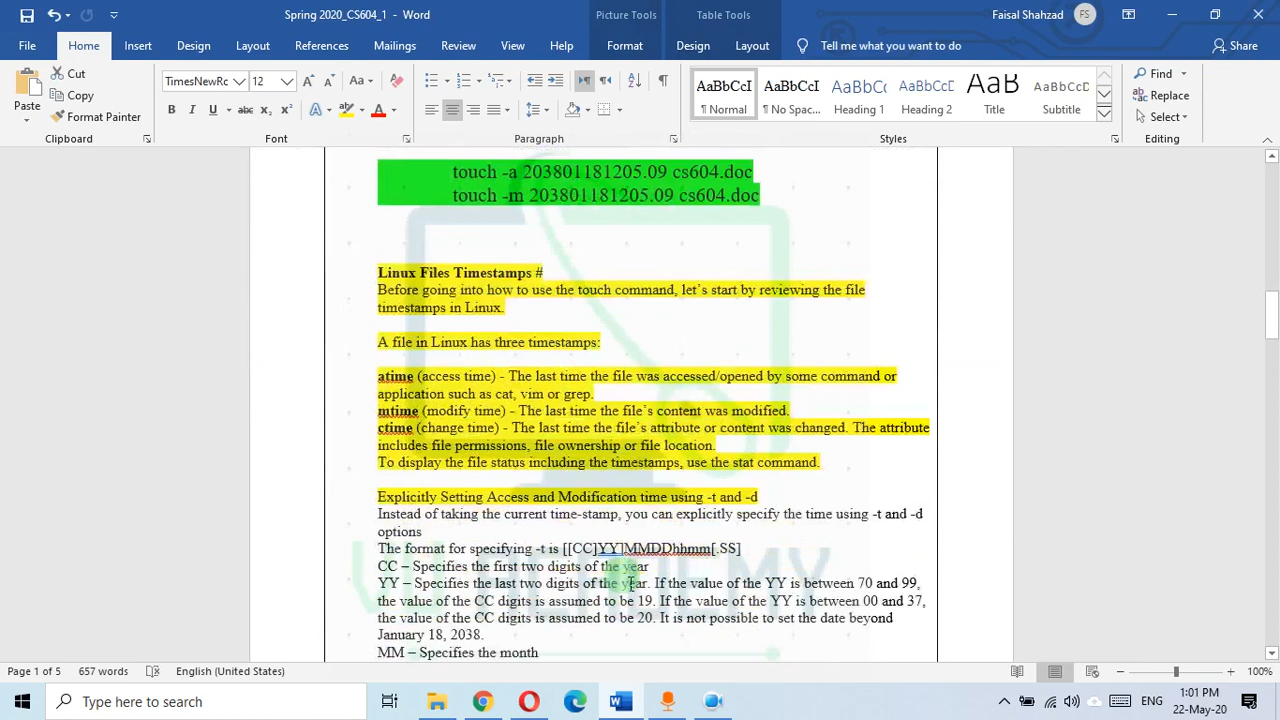 Spring 2020_CS604_1 - Word
Picture Tools
Table Tools
Faisal Shahzad
FS
File
Home
Insert
Design
Layout
References
Mailings
Review
View
Help
Format
Design
Layout
Tell me what you want to do
Share
Paste
Cut
Copy
Format Painter
Clipboard
TimesNewRc
12
Font
Paragraph
AaBbCcI
¶ Normal
AaBbCcI
¶ No Spac...
AaBbCc
Heading 1
AaBbCcI
Heading 2
AaB
Title
AaBbCcI
Subtitle
Styles
Find
Replace
Select
Editing
touch -a 203801181205.09 cs604.doc
touch -m 203801181205.09 cs604.doc
Linux Files Timestamps #
Before going into how to use the touch command, let's start by reviewing the file
timestamps in Linux.
A file in Linux has three timestamps:
atime (access time) - The last time the file was accessed/opened by some command or
application such as cat, vim or grep.
mtime (modify time) - The last time the file's content was modified.
ctime (change time) - The last time the file's attribute or content was changed. The attribute
includes file permissions, file ownership or file location.
To display the file status including the timestamps, use the stat command.
Explicitly Setting Access and Modification time using -t and -d
Instead of taking the current time-stamp, you can explicitly specify the time using -t and -d
options
The format for specifying -t is [[CC]YY]MMDDhhmm[.SS]
CC – Specifies the first two digits of the year
YY – Specifies the last two digits of the year. If the value of the YY is between 70 and 99,
the value of the CC digits is assumed to be 19. If the value of the YY is between 00 and 37,
the value of the CC digits is assumed to be 20. It is not possible to set the date beyond
January 18, 2038.
MM – Specifies the month
VU ACADEMY
Page 1 of 5
657 words
English (United States)
100%
Type here to search
ENG
1:01 PM
22-May-20